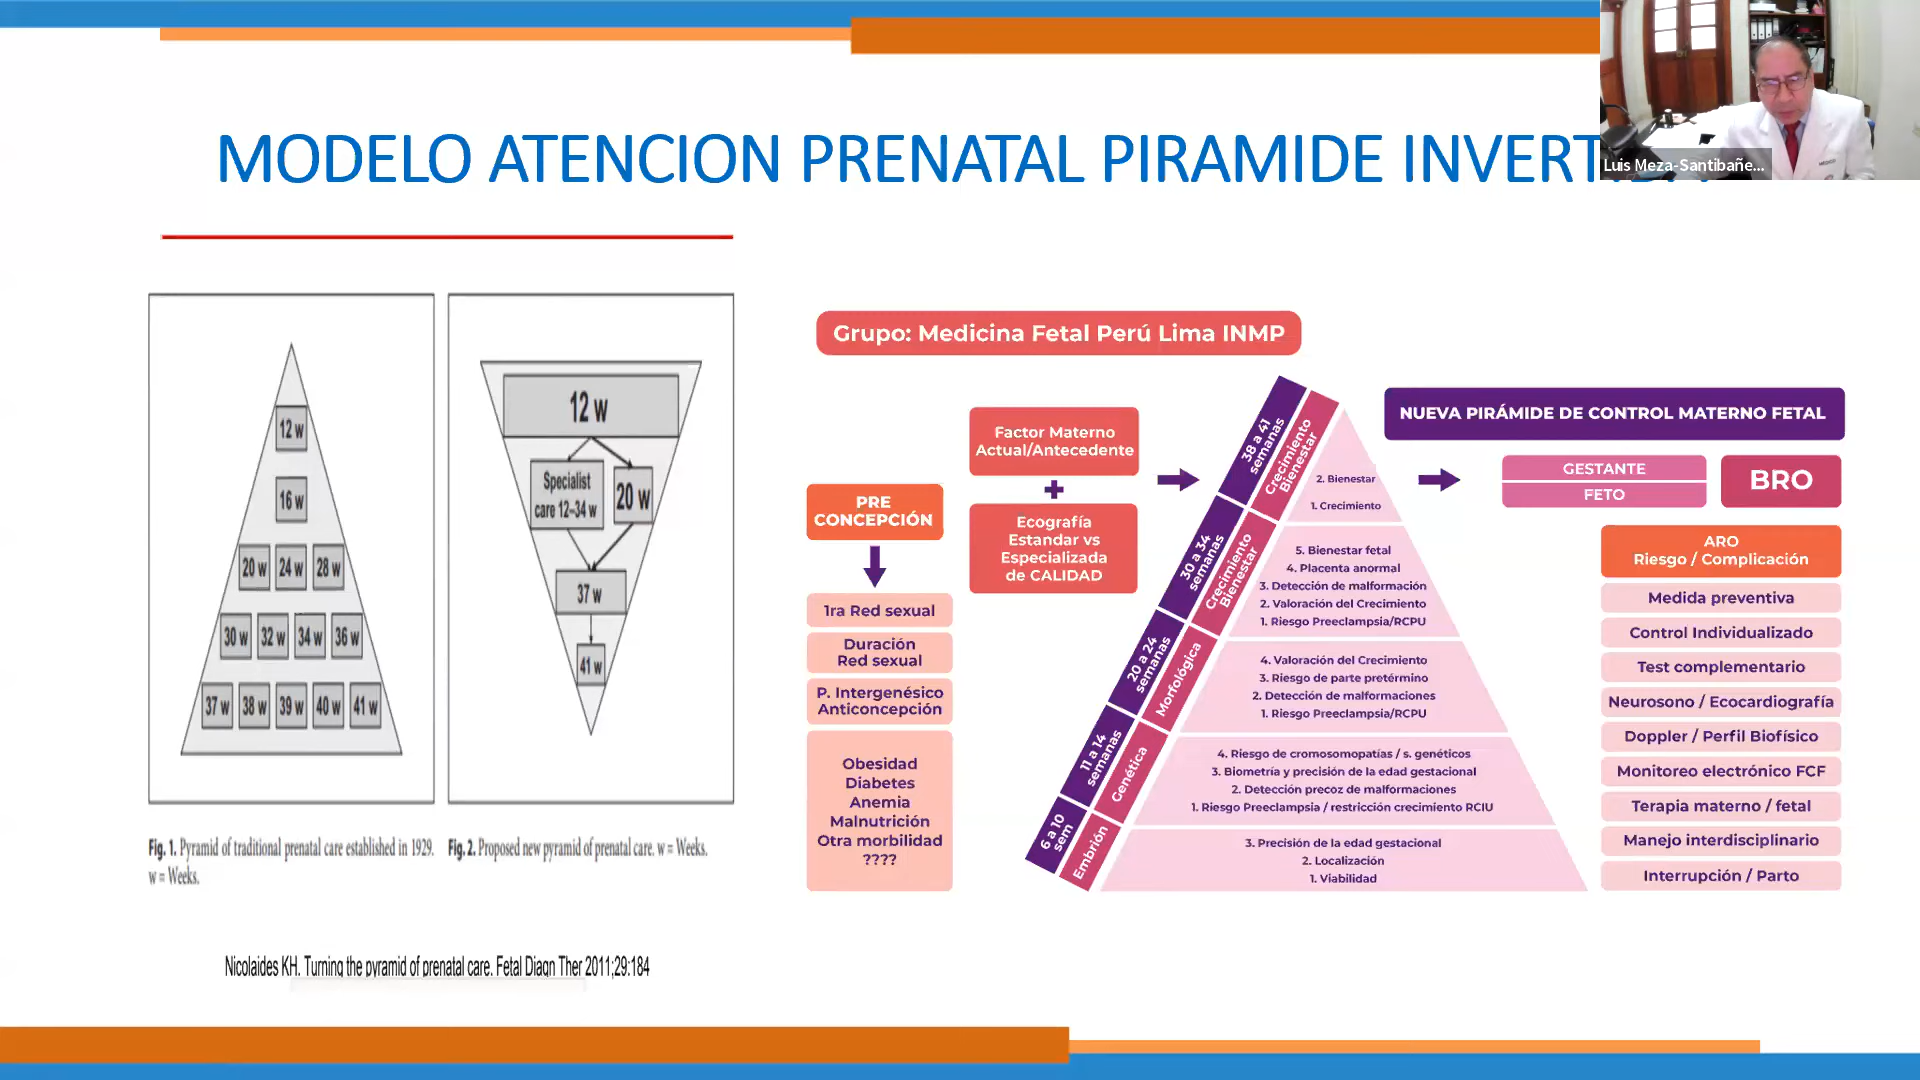 MODELO ATENCION PRENATAL PIRAMIDE INVERT
Luis Meza-Santibañe...
MEDICO
12 w
16 w
20 w 24 w 28 w
30 w 32 w 34 w 36 w
37 w 38 w 39 w 40 w 41 w
12 w
Specialist
care 12–34 w
20 w
37 w
41 w
Fig. 1. Pyramid of traditional prenatal care established in 1929.
w = Weeks.
Fig. 2. Proposed new pyramid of prenatal care. w = Weeks.
Nicolaides KH. Turning the pyramid of prenatal care. Fetal Diagn Ther 2011;29:184
Grupo: Medicina Fetal Perú Lima INMP
PRE
CONCEPCIÓN
1ra Red sexual
Duración
Red sexual
P. Intergenésico
Anticoncepción
Obesidad
Diabetes
Anemia
Malnutrición
Otra morbilidad
????
Factor Materno
Actual/Antecedente
Ecografía
Estandar vs
Especializada
de CALIDAD
38 a 41
semanas
Crecimiento
Bienestar
2. Bienestar
1. Crecimiento
30 a 34
semanas
Crecimiento
Bienestar
5. Bienestar fetal
4. Placenta anormal
3. Detección de malformación
2. Valoración del Crecimiento
1. Riesgo Preeclampsia/RCPU
20 a 24
semanas
Morfológica
4. Valoración del Crecimiento
3. Riesgo de parte pretérmino
2. Detección de malformaciones
1. Riesgo Preeclampsia/RCPU
11 a 14
semanas
Genética
4. Riesgo de cromosomopatías / s. genéticos
3. Biometría y precisión de la edad gestacional
2. Detección precoz de malformaciones
1. Riesgo Preeclampsia / restricción crecimiento RCIU
6 a 10
sem
Embrión
3. Precisión de la edad gestacional
2. Localización
1. Viabilidad
NUEVA PIRÁMIDE DE CONTROL MATERNO FETAL
GESTANTE
FETO
BRO
ARO
Riesgo / Complicación
Medida preventiva
Control Individualizado
Test complementario
Neurosono / Ecocardiografía
Doppler / Perfil Biofísico
Monitoreo electrónico FCF
Terapia materno / fetal
Manejo interdisciplinario
Interrupción / Parto